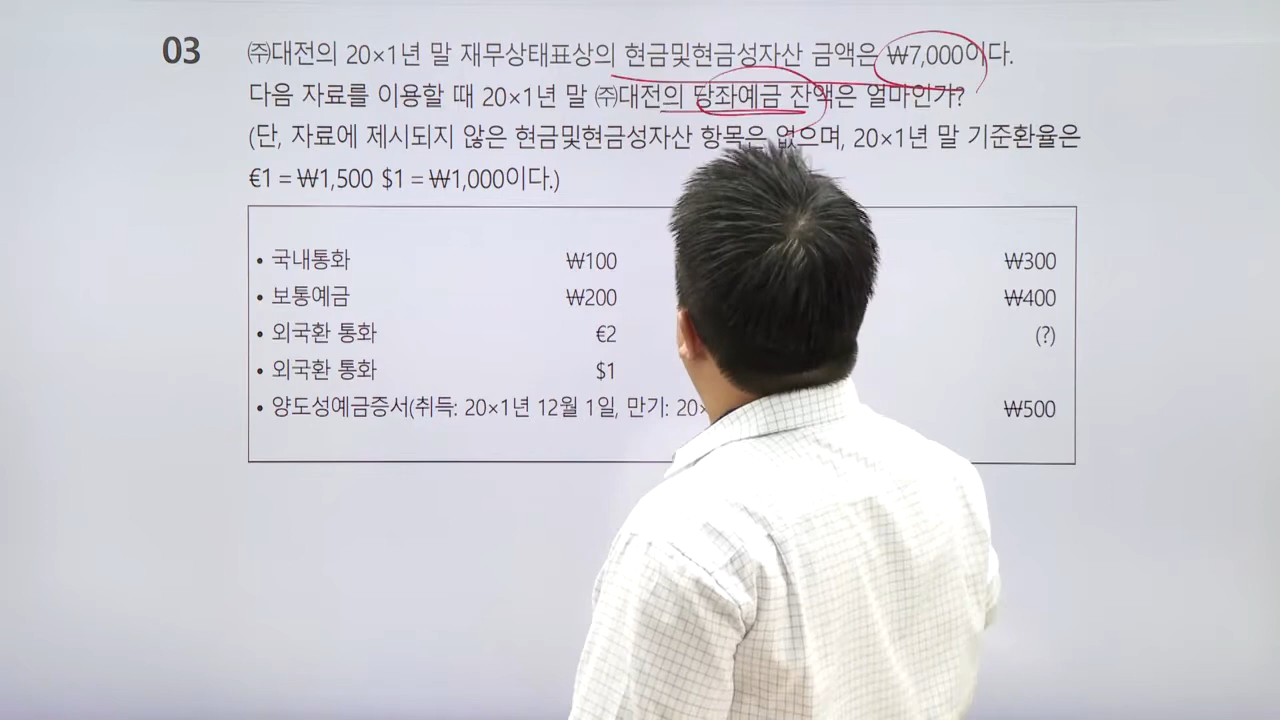 03
㈜대전의 20×1년 말 재무상태표상의 현금및현금성자산 금액은 ₩7,000이다.
다음 자료를 이용할 때 20×1년 말 ㈜대전의 당좌예금 잔액은 얼마인가?
(단, 자료에 제시되지 않은 현금및현금성자산 항목은 없으며, 20×1년 말 기준환율은
€1 = ₩1,500 $1 = ₩1,000이다.)
• 국내통화 ₩100 ₩300
• 보통예금 ₩200 ₩400
• 외국환 통화 €2 (?)
• 외국환 통화 $1
• 양도성예금증서(취득: 20×1년 12월 1일, 만기: 20× ₩500